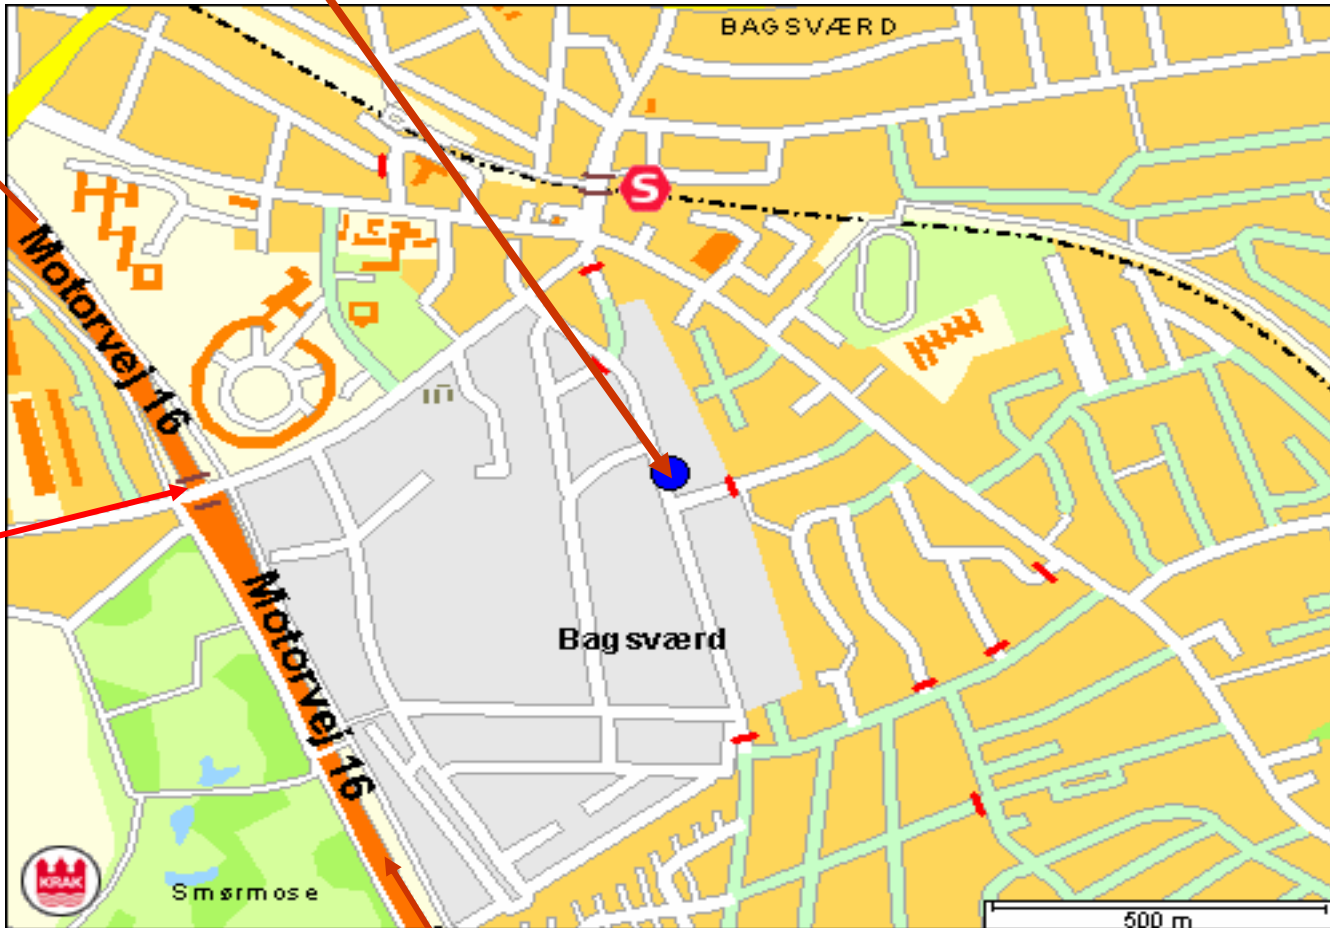 BAGSVÆRD
S
Motorvej 16
Bagsværd
Motorvej 16
KRAK
Smørmose
500 m